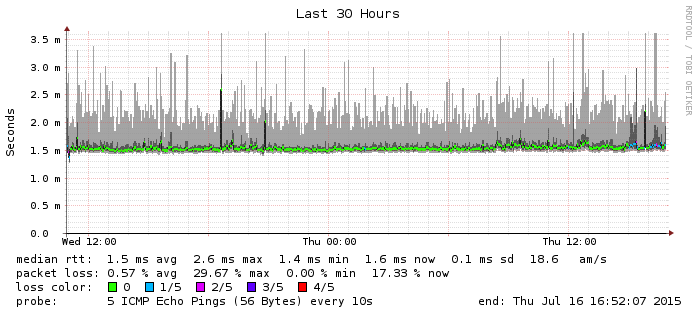 Last 30 Hours
RRDTOOL / TOBI OETIKER
Seconds
3.5 m
3.0 m
2.5 m
2.0 m
1.5 m
1.0 m
0.5 m
0.0
Wed 12:00 Thu 00:00 Thu 12:00
median rtt: 1.5 ms avg 2.6 ms max 1.4 ms min 1.6 ms now 0.1 ms sd 18.6 am/s
packet loss: 0.57 % avg 29.67 % max 0.00 % min 17.33 % now
loss color: 0 1/5 2/5 3/5 4/5
probe: 5 ICMP Echo Pings (56 Bytes) every 10s end: Thu Jul 16 16:52:07 2015